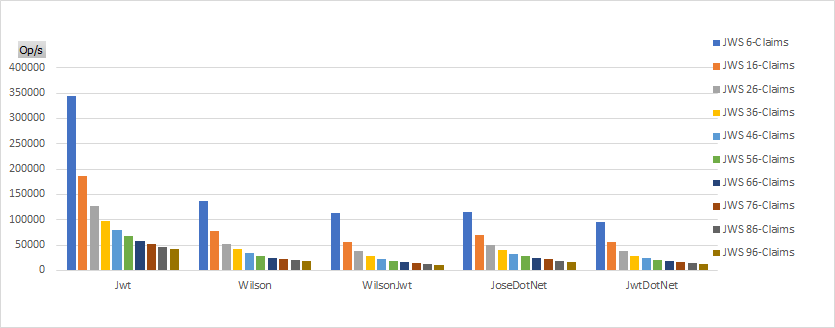 Op/s
400000
350000
300000
250000
200000
150000
100000
50000
0
Jwt
Wilson
WilsonJwt
JoseDotNet
JwtDotNet
JWS 6-Claims
JWS 16-Claims
JWS 26-Claims
JWS 36-Claims
JWS 46-Claims
JWS 56-Claims
JWS 66-Claims
JWS 76-Claims
JWS 86-Claims
JWS 96-Claims